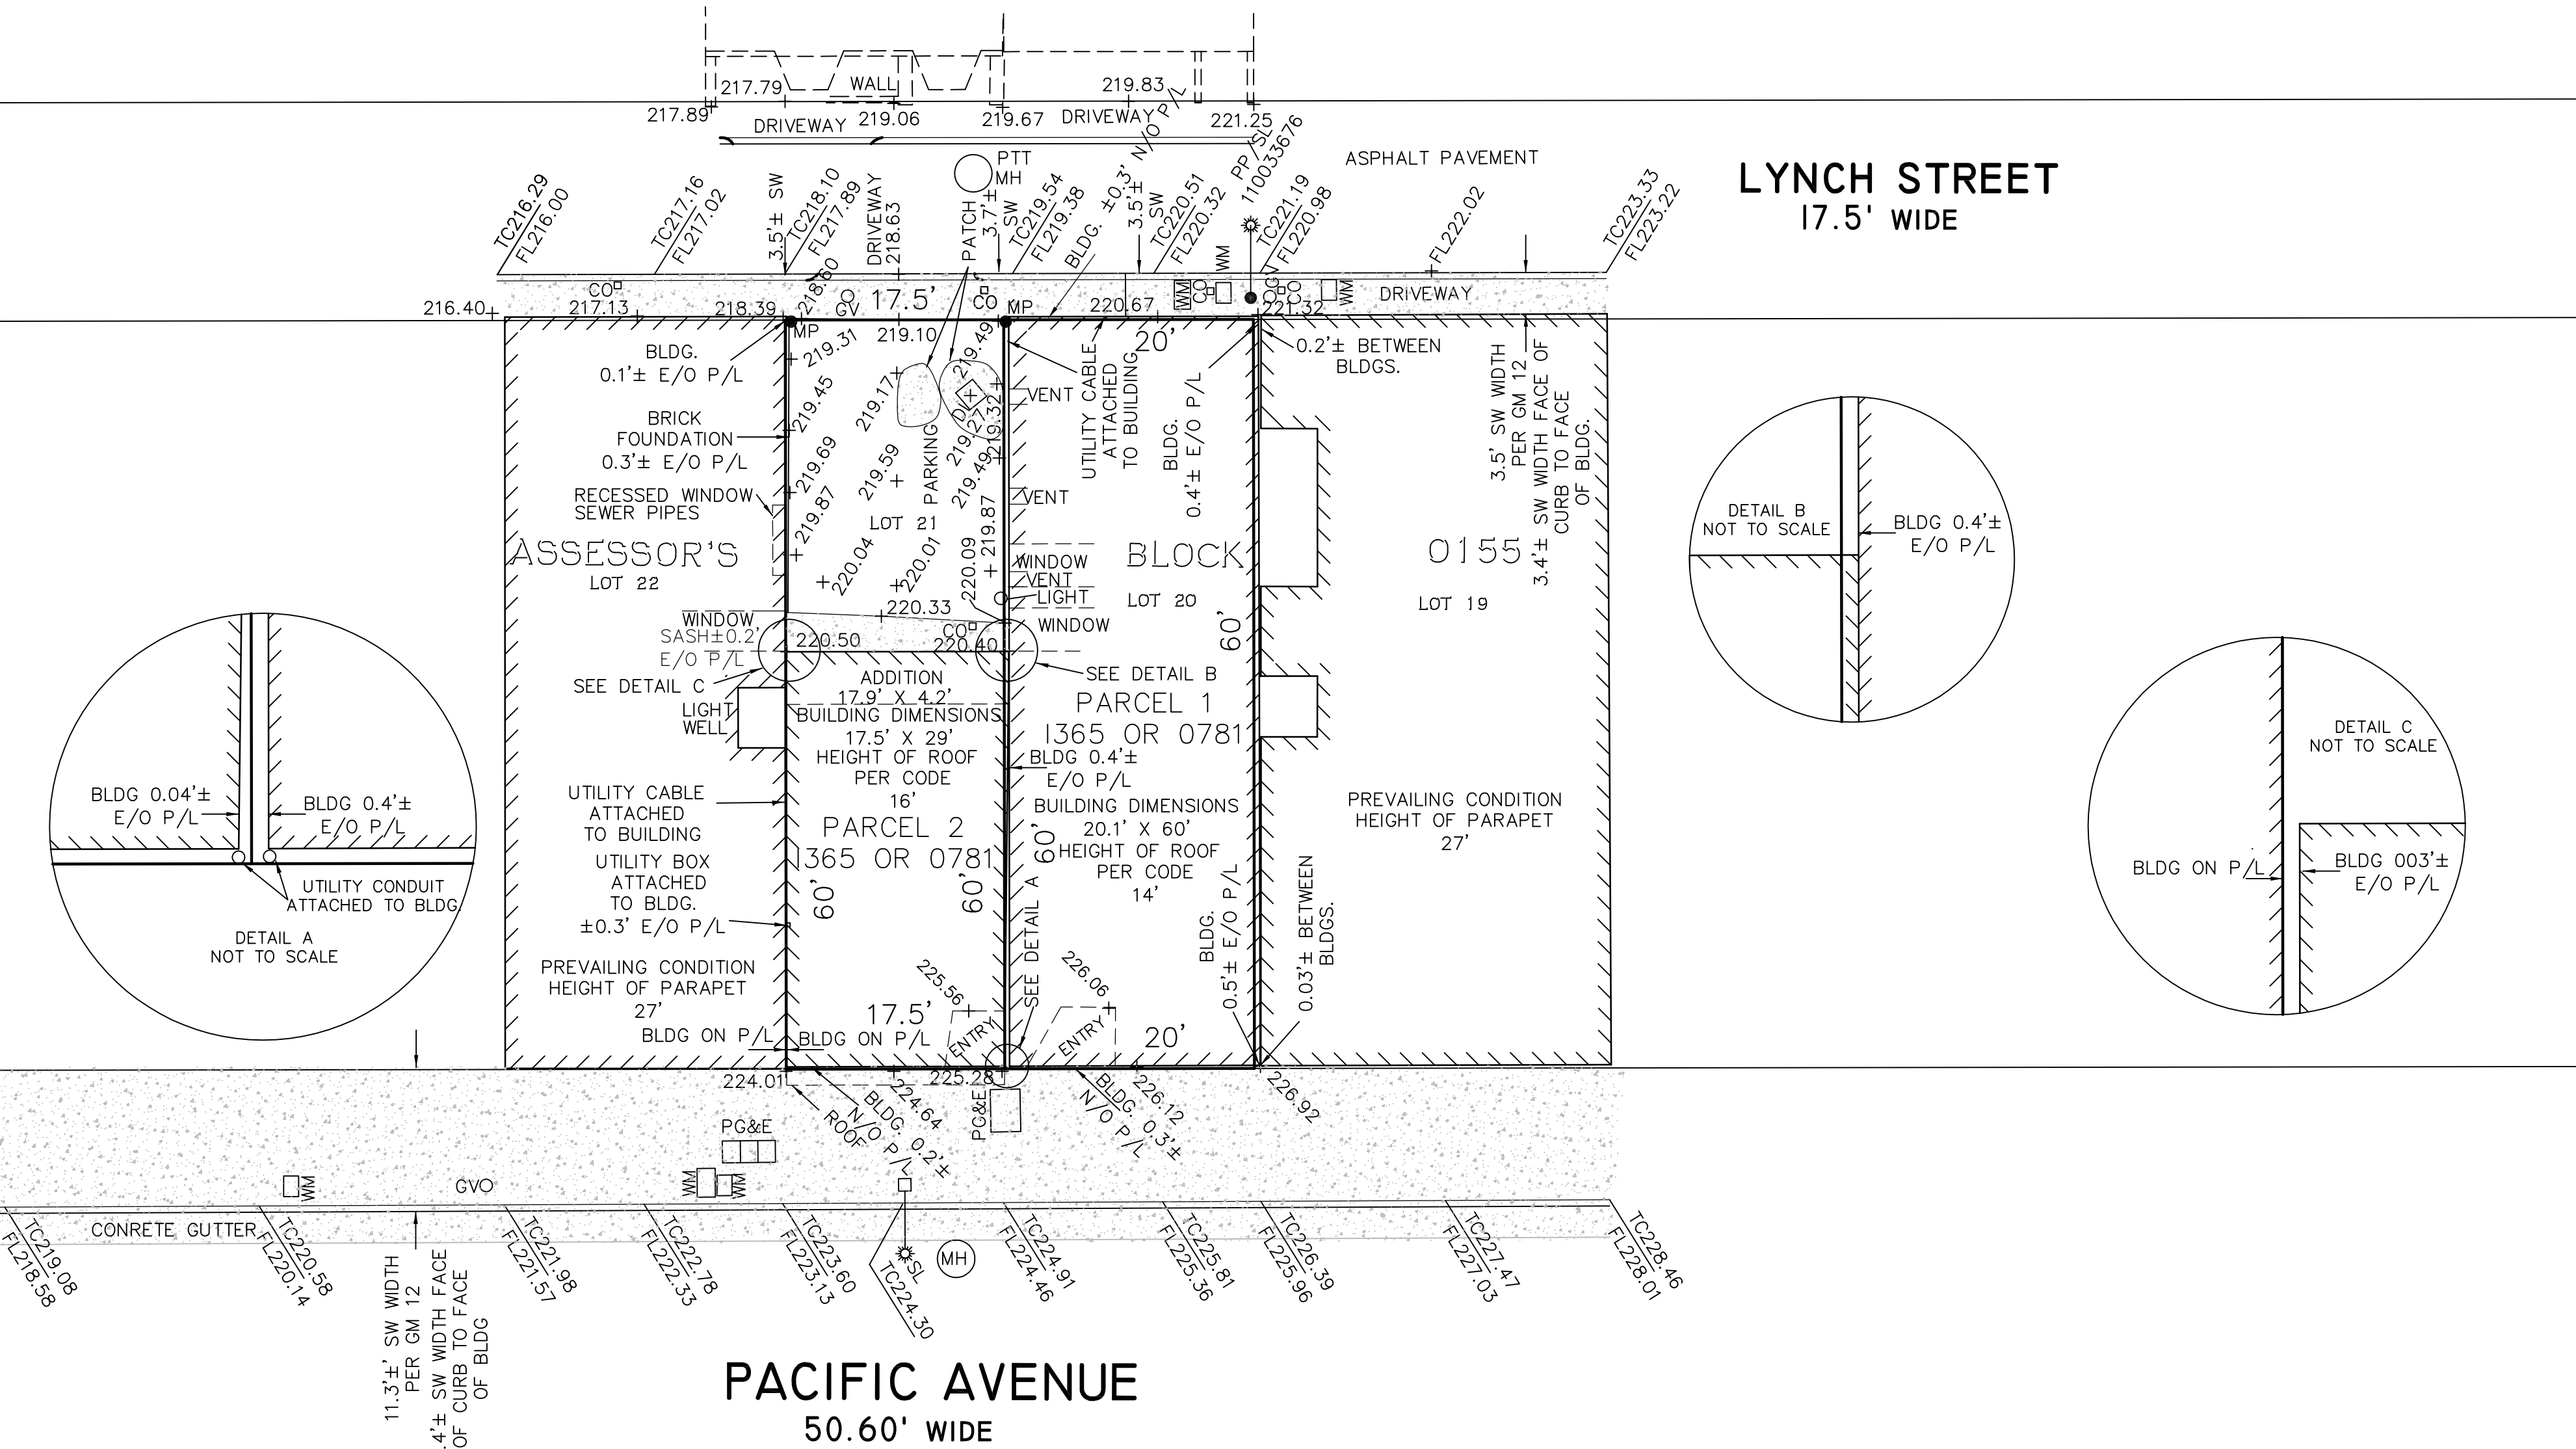 217.79
WALL
219.83
217.89
DRIVEWAY
219.06
219.67
DRIVEWAY
221.25
PTT
MH
ASPHALT PAVEMENT
LYNCH STREET
17.5' WIDE
TC216.29
FL216.00
TC217.16
FL217.02
3.5'± SW
TC218.10
FL217.89
DRIVEWAY
218.63
PATCH
3.7'±
SW
TC219.54
FL219.38
BLDG. ±0.3' N/O P/L
3.5'±
SW
TC220.51
FL220.32
PP/SL
110033676
TC221.19
FL220.98
FL222.02
TC223.33
FL223.22
WM
CO
216.40
217.13
218.39
218.60
GV
17.5'
CO
MP
220.67
WM
CO
GV
CO
WM
221.32
DRIVEWAY
MP
219.31
219.10
219.49
20'
BLDG.
0.1'± E/O P/L
0.2'± BETWEEN
BLDGS.
219.45
219.17
VENT
UTILITY CABLE
ATTACHED
TO BUILDING
BLDG.
0.4'± E/O P/L
3.5' SW WIDTH
PER GM 12
3.4'± SW WIDTH FACE OF
CURB TO FACE
OF BLDG.
BRICK
FOUNDATION
0.3'± E/O P/L
DI
219.27
219.32
PARKING
219.69
219.59
219.49
RECESSED WINDOW
SEWER PIPES
219.87
LOT 21
219.87
VENT
DETAIL B
NOT TO SCALE
BLDG 0.4'±
E/O P/L
ASSESSOR'S
BLOCK
0155
LOT 22
220.04
220.01
220.09
WINDOW
VENT
LIGHT
LOT 20
LOT 19
WINDOW
SASH±0.2'
E/O P/L
220.33
CO
WINDOW
220.50
220.40
60'
SEE DETAIL C
ADDITION
17.9' X 4.2'
SEE DETAIL B
LIGHT
WELL
BUILDING DIMENSIONS
17.5' X 29'
HEIGHT OF ROOF
PER CODE
16'
PARCEL 1
1365 OR 0781
BLDG 0.4'±
E/O P/L
DETAIL C
NOT TO SCALE
BLDG 0.04'±
E/O P/L
BLDG 0.4'±
E/O P/L
UTILITY CABLE
ATTACHED
TO BUILDING
PARCEL 2
1365 OR 0781
BUILDING DIMENSIONS
20.1' X 60'
HEIGHT OF ROOF
PER CODE
14'
PREVAILING CONDITION
HEIGHT OF PARAPET
27'
UTILITY BOX
ATTACHED
TO BLDG.
±0.3' E/O P/L
60'
60'
60'
BLDG ON P/L
BLDG 003'±
E/O P/L
UTILITY CONDUIT
ATTACHED TO BLDG.
DETAIL A
NOT TO SCALE
SEE DETAIL A
BLDG.
0.5'± E/O P/L
0.03'± BETWEEN
BLDGS.
PREVAILING CONDITION
HEIGHT OF PARAPET
27'
225.56
226.06
17.5'
BLDG ON P/L
BLDG ON P/L
ENTRY
ENTRY
20'
224.01
225.28
224.64
ROOF
BLDG. 0.2'±
N/O P/L
PG&E
BLDG. 0.3'±
N/O P/L
226.12
226.92
PG&E
WM
GV
WM
WM
CONRETE GUTTER
MH
SL
TC219.08
FL218.58
TC220.58
FL220.14
TC221.98
FL221.57
TC222.78
FL222.33
TC223.60
FL223.13
TC224.30
TC224.91
FL224.46
TC225.81
FL225.36
TC226.39
FL225.96
TC227.47
FL227.03
TC228.46
FL228.01
11.3'±' SW WIDTH
PER GM 12
.4'± SW WIDTH FACE
OF CURB TO FACE
OF BLDG
PACIFIC AVENUE
50.60' WIDE